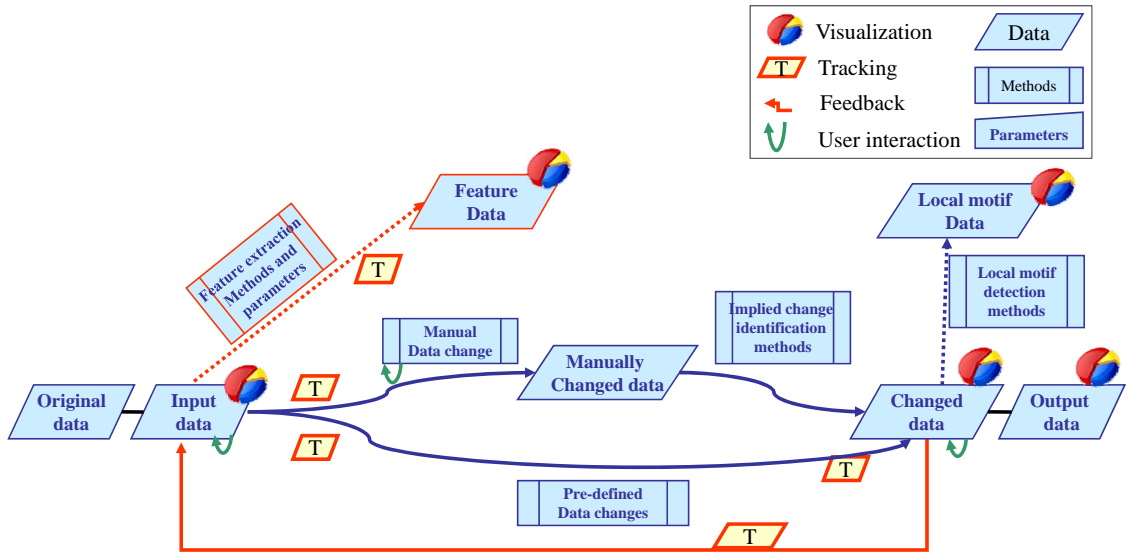 Visualization
Data
T
Tracking
Methods
Feedback
User interaction
Parameters
Feature
Data
Local motif
Data
Feature extraction
Methods and
parameters
T
Local motif
detection
methods
Manual
Data change
Implied change
identification
methods
Manually
Changed data
T
Original
data
Input
data
Changed
data
Output
data
T
T
Pre-defined
Data changes
T